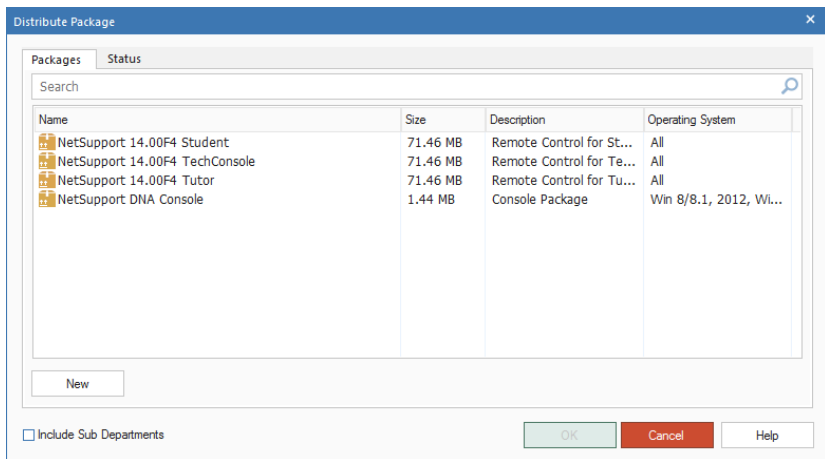 Distribute Package
Packages Status
Search
Name Size Description Operating System
NetSupport 14.00F4 Student 71.46 MB Remote Control for St... All
NetSupport 14.00F4 TechConsole 71.46 MB Remote Control for Te... All
NetSupport 14.00F4 Tutor 71.46 MB Remote Control for Tu... All
NetSupport DNA Console 1.44 MB Console Package Win 8/8.1, 2012, Wi...
New
Include Sub Departments OK Cancel Help